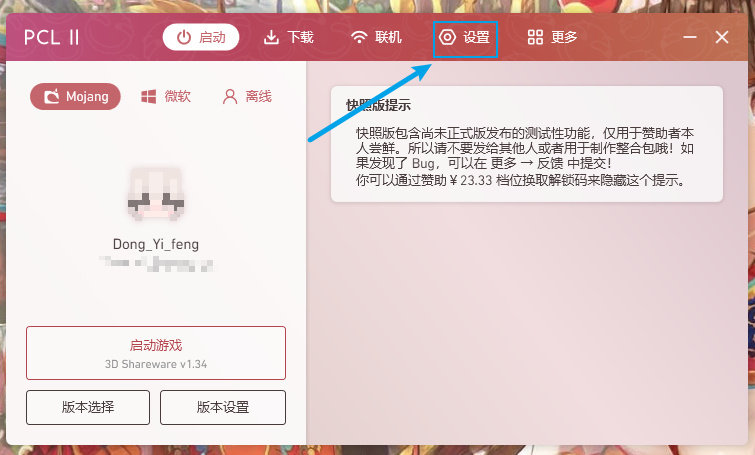 PCL II
启动
下载
联机
设置
更多
Mojang
微软
离线
Dong_Yi_feng
启动游戏
3D Shareware v1.34
版本选择
版本设置
快照版提示
快照版包含尚未正式版发布的测试性功能，仅用于赞助者本
人尝鲜。所以请不要发给其他人或者用于制作整合包哦！如
果发现了 Bug，可以在 更多 → 反馈 中提交！
你可以通过赞助￥23.33 档位换取解锁码来隐藏这个提示。